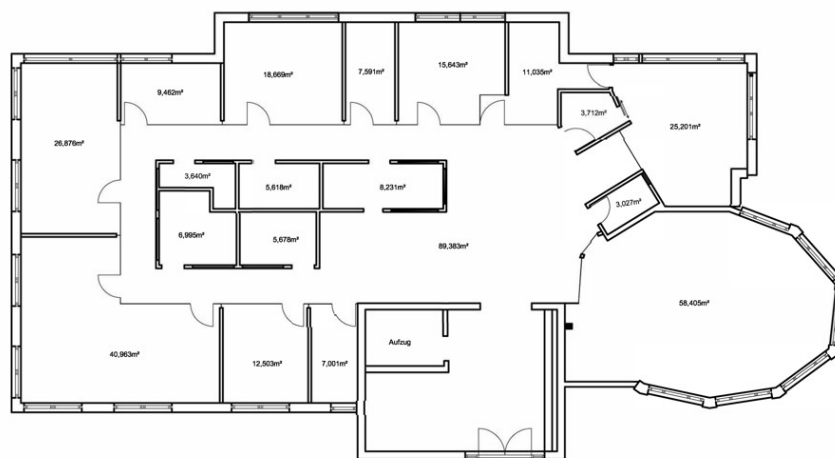 18,669m²
7,591m²
15,643m²
11,035m²
9,462m²
3,712m²
25,201m²
26,876m²
3,640m²
5,618m²
8,231m²
3,027m²
6,995m²
5,678m²
89,383m²
58,405m²
Aufzug
40,963m²
12,503m²
7,001m²